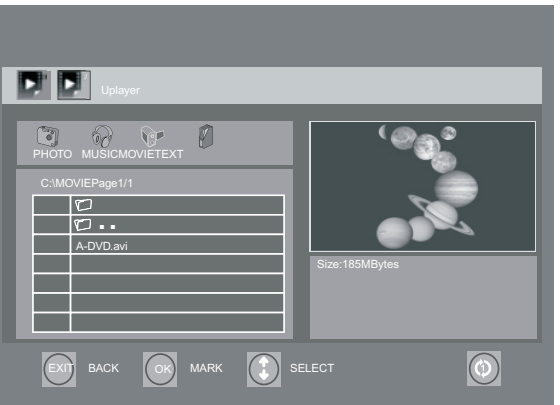 Uplayer
PHOTO MUSICMOVIETEXT
C:\MOVIEPage1/1
. .
A-DVD.avi
Size:185MBytes
EXIT BACK OK MARK SELECT